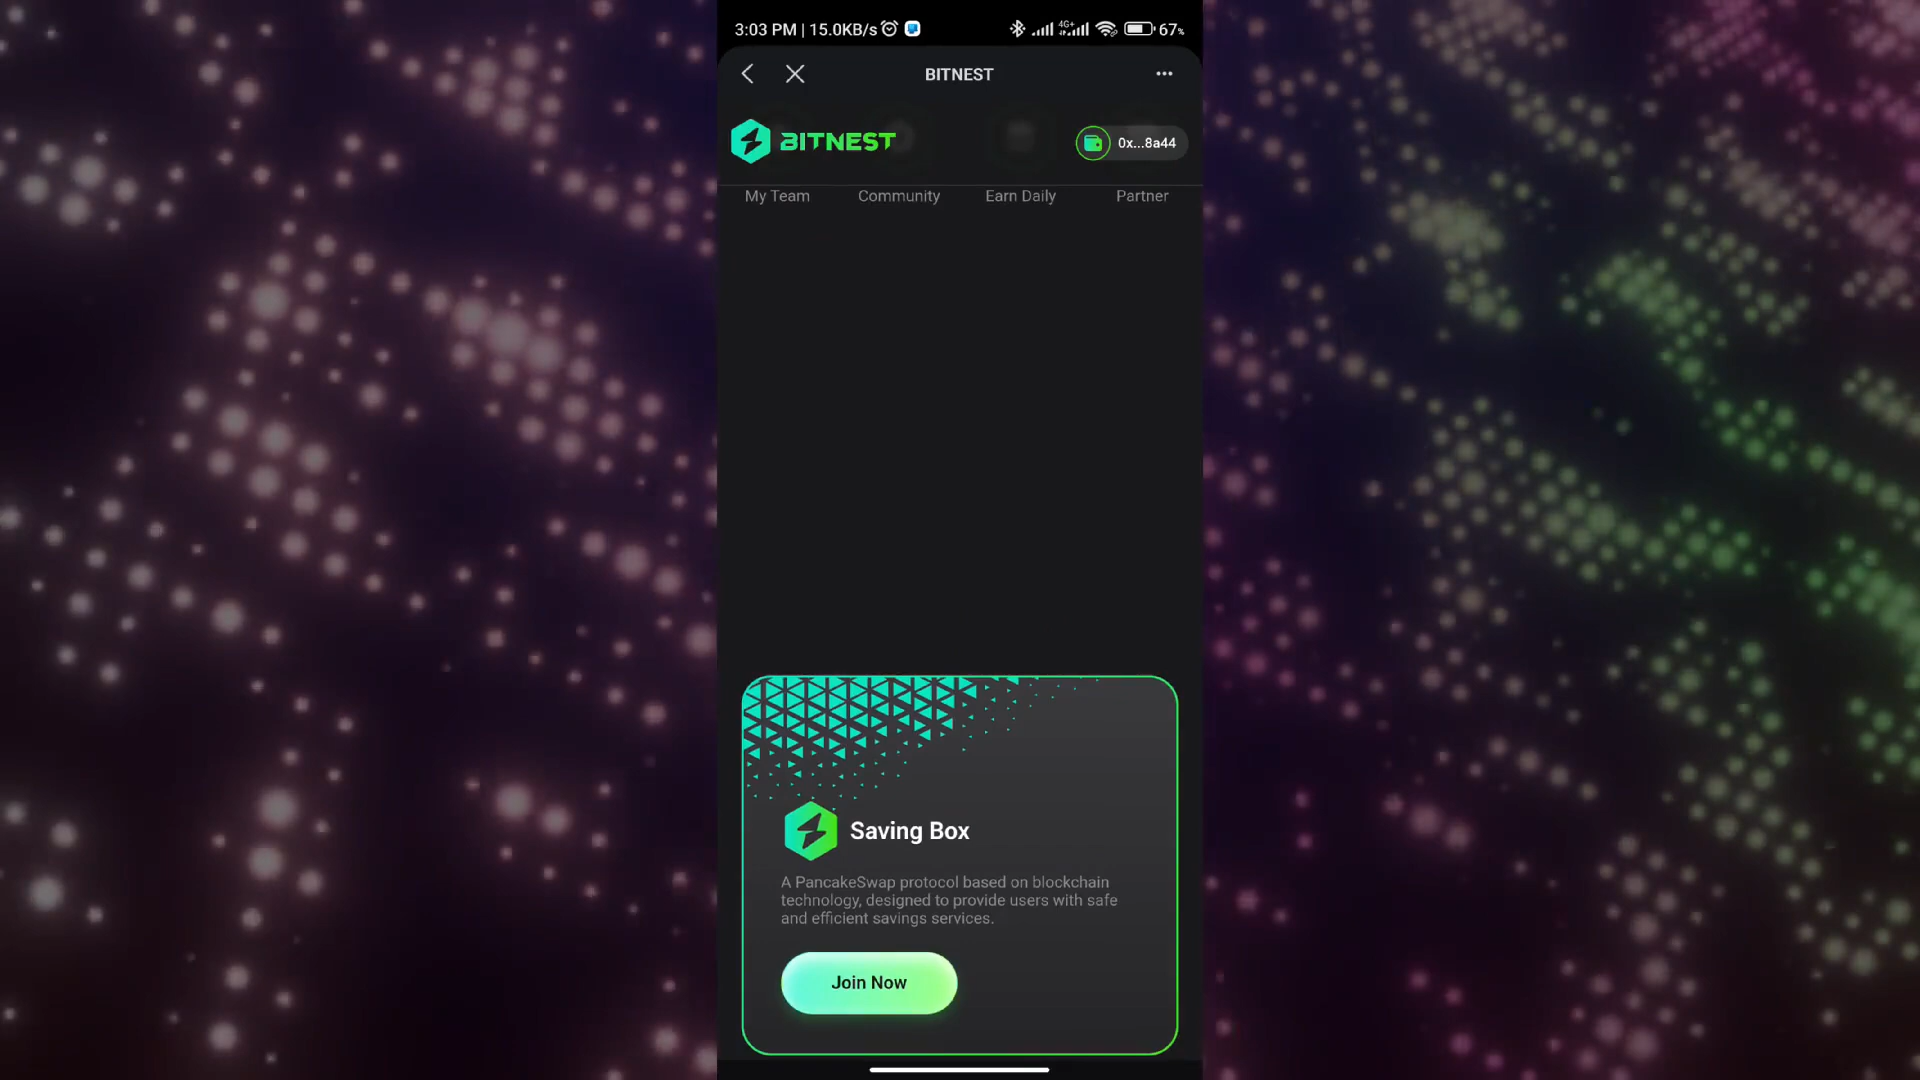 3:03 PM | 15.0KB/s 4G+ 67%
BITNEST
BITNEST 0x...8a44
My Team Community Earn Daily Partner
Saving Box
A PancakeSwap protocol based on blockchain
technology, designed to provide users with safe
and efficient savings services.
Join Now